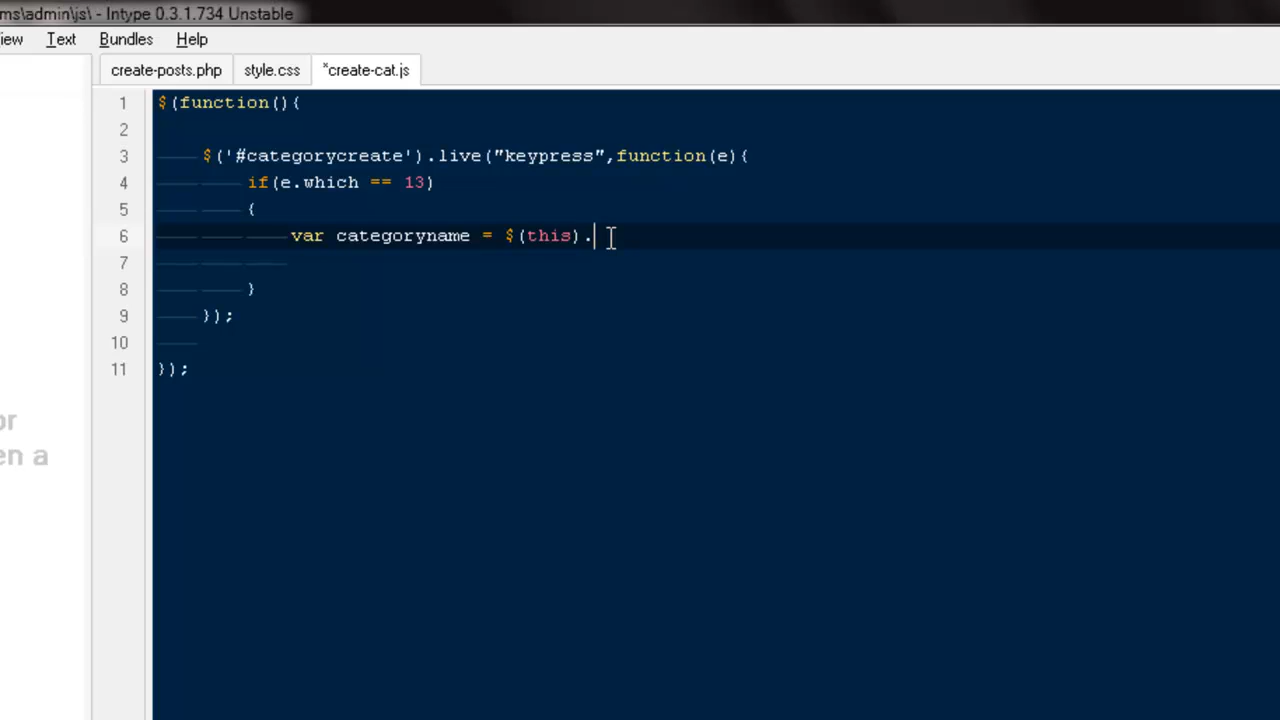 ms\admin\js\ - Intype 0.3.1.734 Unstable
iew Text Bundles Help
create-posts.php style.css *create-cat.js
1 $(function(){
2
3 $('#categorycreate').live("keypress",function(e){
4 if(e.which == 13)
5 {
6 var categoryname = $(this).
7
8 }
9 });
10
11 });
or
en a